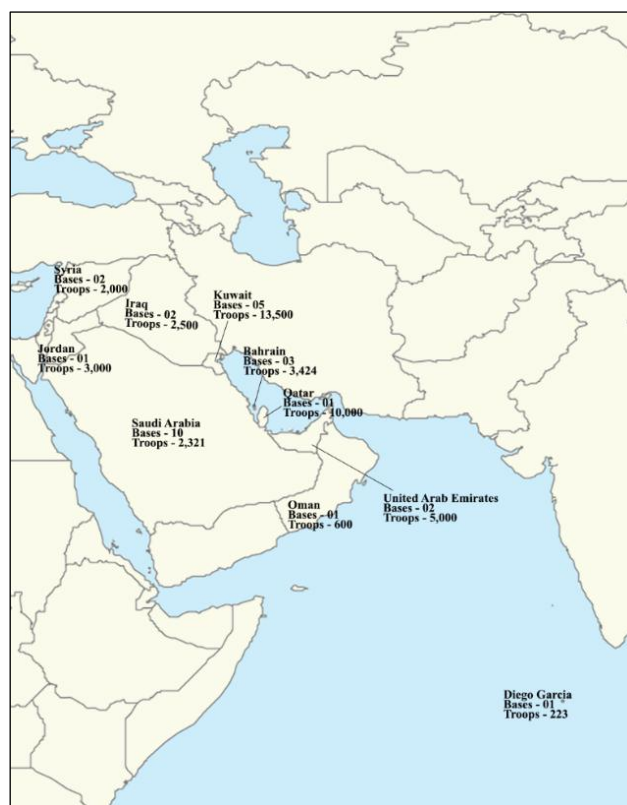 Syria
Bases - 02
Troops - 2,000
Iraq
Bases - 02
Troops - 2,500
Kuwait
Bases - 05
Troops - 13,500
Jordan
Bases - 01
Troops - 3,000
Bahrain
Bases - 03
Troops - 3,424
Qatar
Bases - 01
Troops - 10,000
Saudi Arabia
Bases - 10
Troops - 2,321
United Arab Emirates
Bases - 02
Troops - 5,000
Oman
Bases - 01
Troops - 600
Diego Garcia
Bases - 01
Troops - 223